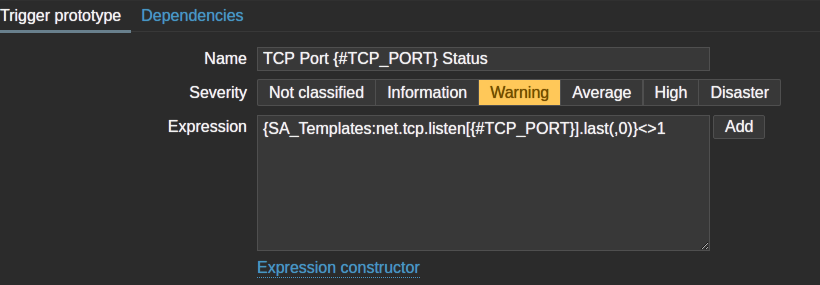 Trigger prototype Dependencies
Name TCP Port {#TCP_PORT} Status
Severity Not classified Information Warning Average High Disaster
Expression {SA_Templates:net.tcp.listen[{#TCP_PORT}].last(,0)}<>1 Add
Expression constructor